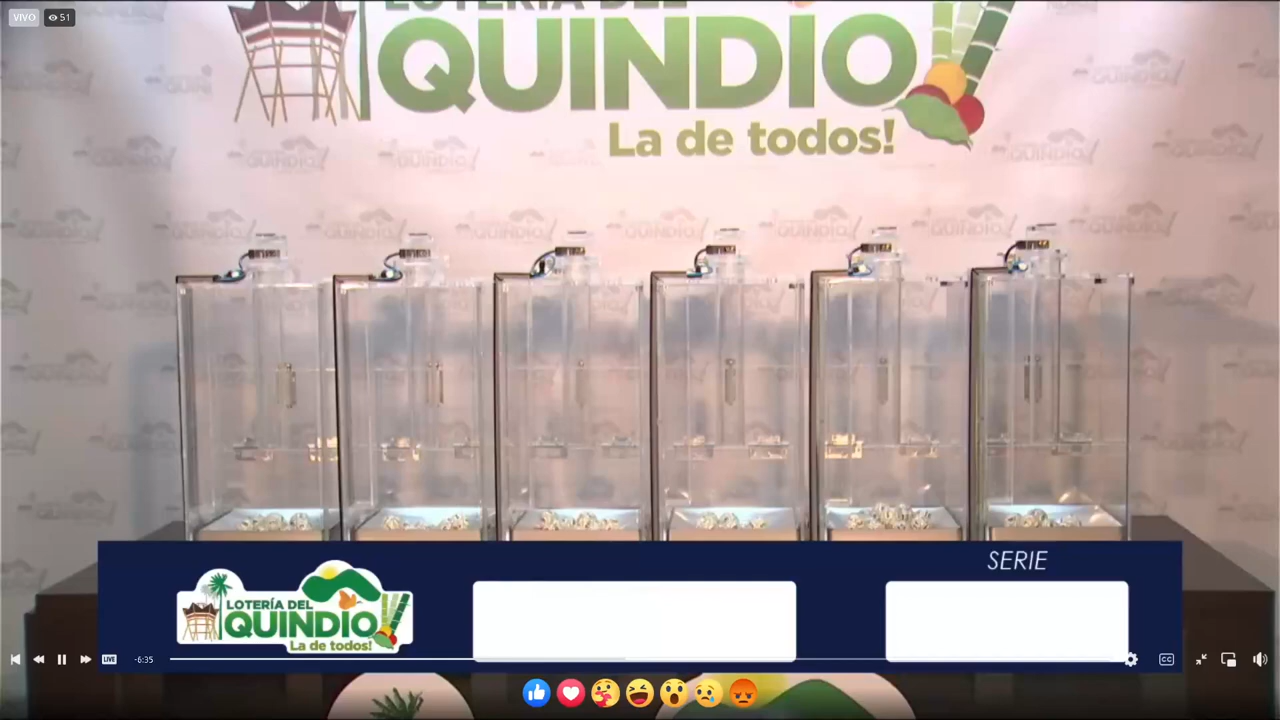 VIVO 51
LOTERÍA DEL
QUINDIO
La de todos!
SERIE
LOTERÍA DEL
QUINDIO
La de todos!
LIVE -6:35 CC